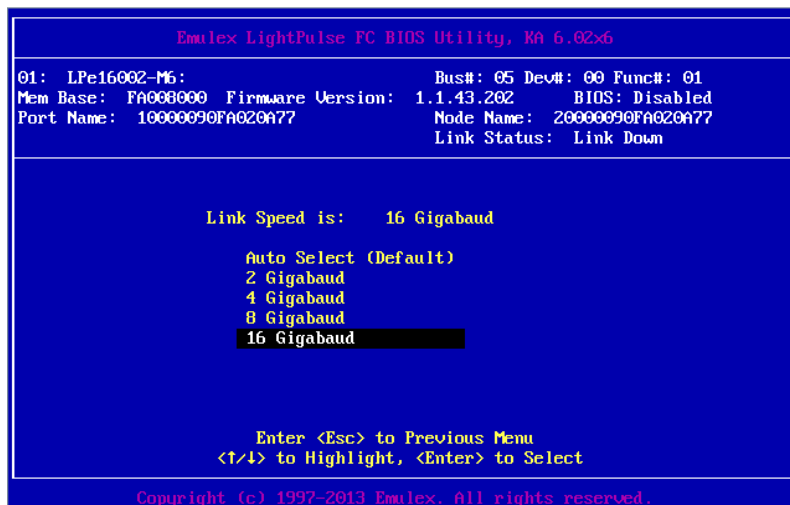 Emulex LightPulse FC BIOS Utility, KA 6.02x6
01: LPe16002-M6: Bus#: 05 Dev#: 00 Func#: 01
Mem Base: FA008000 Firmware Version: 1.1.43.202 BIOS: Disabled
Port Name: 10000090FA020A77 Node Name: 20000090FA020A77
Link Status: Link Down
Link Speed is: 16 Gigabaud
Auto Select (Default)
2 Gigabaud
4 Gigabaud
8 Gigabaud
16 Gigabaud
Enter <Esc> to Previous Menu
<↑/↓> to Highlight, <Enter> to Select
Copyright (c) 1997-2013 Emulex. All rights reserved.